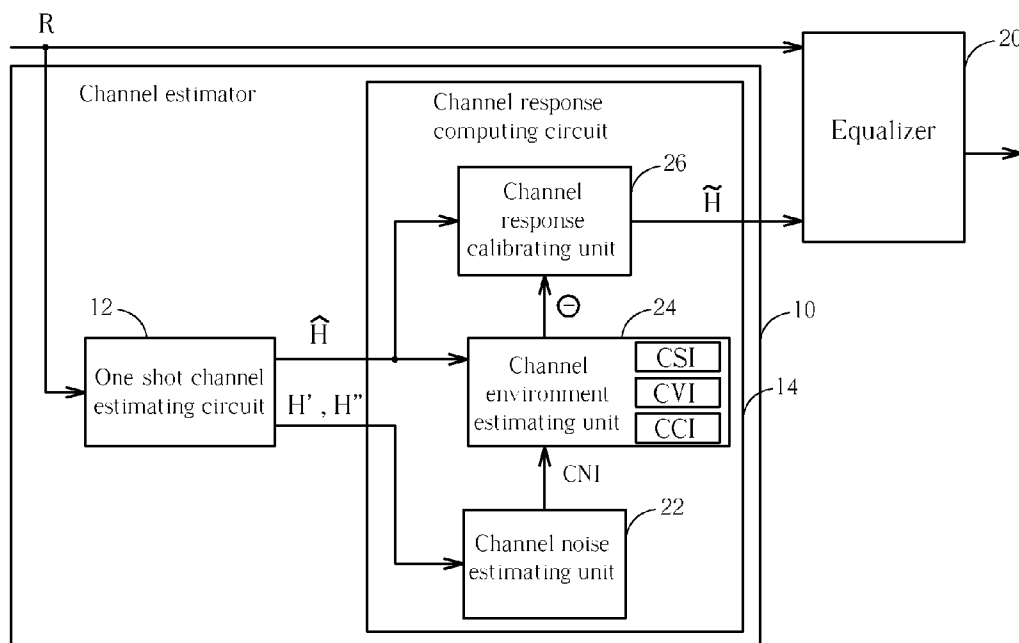 R
20
Channel estimator
Channel response
computing circuit
Equalizer
26
Channel
response
calibrating unit
H̃
12
Θ
24
10
Ĥ
One shot channel
estimating circuit
H' , H"
Channel
environment
estimating unit
CSI
CVI
CCI
14
CNI
22
Channel noise
estimating unit